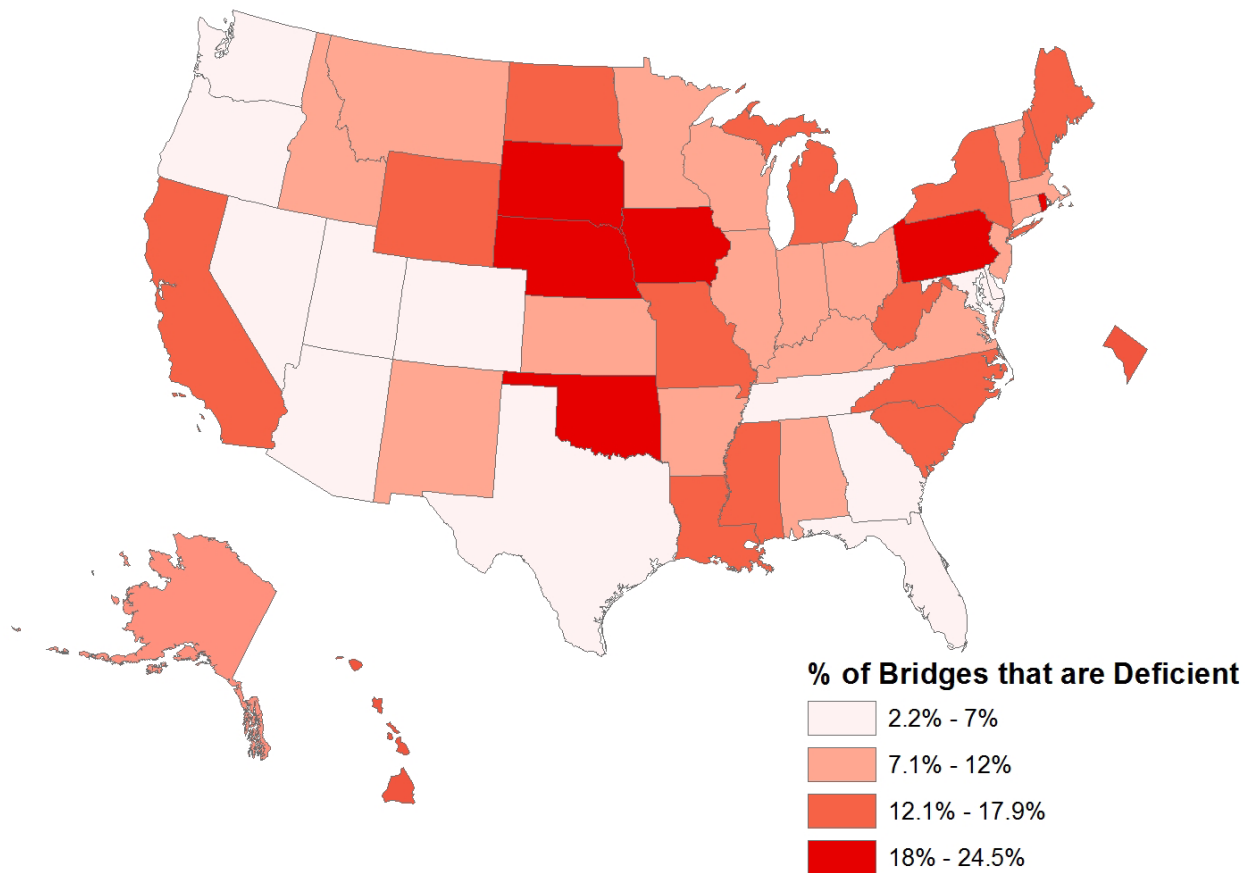 % of Bridges that are Deficient
2.2% - 7%
7.1% - 12%
12.1% - 17.9%
18% - 24.5%